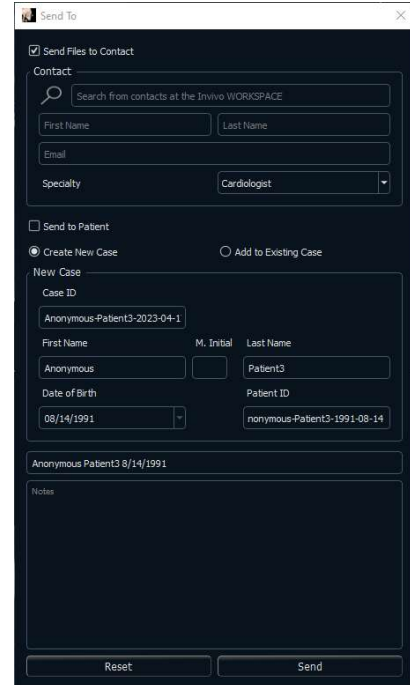 Send To
Send Files to Contact
Contact
Search from contacts at the Invivo WORKSPACE
First Name Last Name
Email
Specialty Cardiologist
Send to Patient
Create New Case Add to Existing Case
New Case
Case ID
Anonymous-Patient3-2023-04-1
First Name M. Initial Last Name
Anonymous Patient3
Date of Birth Patient ID
08/14/1991 nonymous-Patient3-1991-08-14
Anonymous Patient3 8/14/1991
Notes
Reset Send